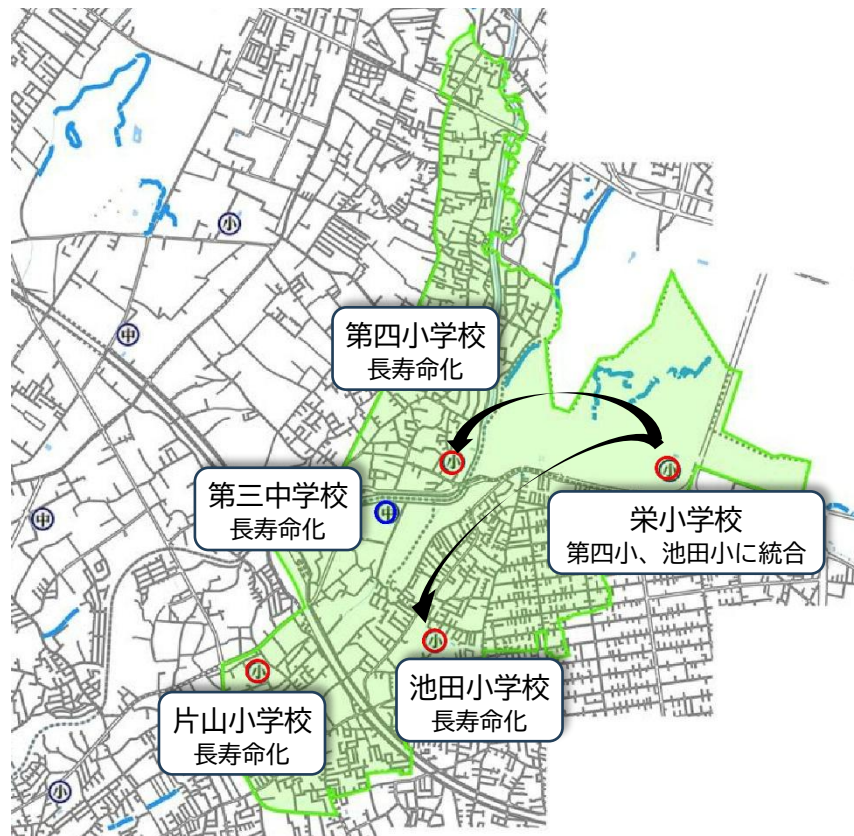 小
中
第四小学校
長寿命化
小
小
第三中学校
長寿命化
中
中
栄小学校
第四小、池田小に統合
小
小
池田小学校
長寿命化
片山小学校
長寿命化
小